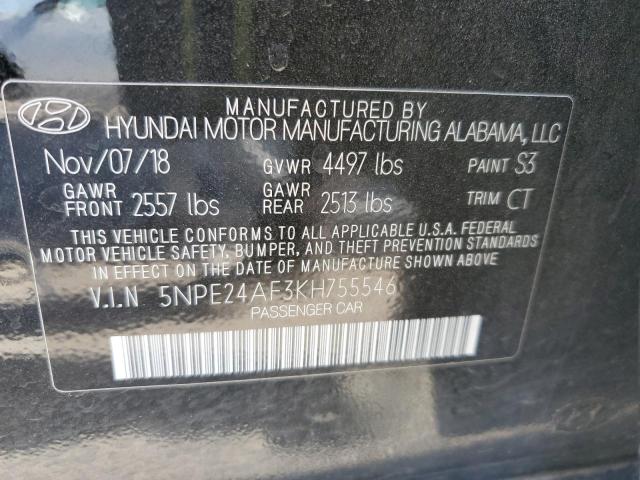 MANUFACTURED BY
HYUNDAI MOTOR MANUFACTURING ALABAMA, LLC
Nov/07/18 GVWR 4497 lbs PAINT S3
GAWR FRONT 2557 lbs GAWR REAR 2513 lbs TRIM CT
THIS VEHICLE CONFORMS TO ALL APPLICABLE U.S.A. FEDERAL
MOTOR VEHICLE SAFETY, BUMPER, AND THEFT PREVENTION STANDARDS
IN EFFECT ON THE DATE OF MANUFACTURE SHOWN ABOVE
V.I.N 5NPE24AF3KH755546
PASSENGER CAR